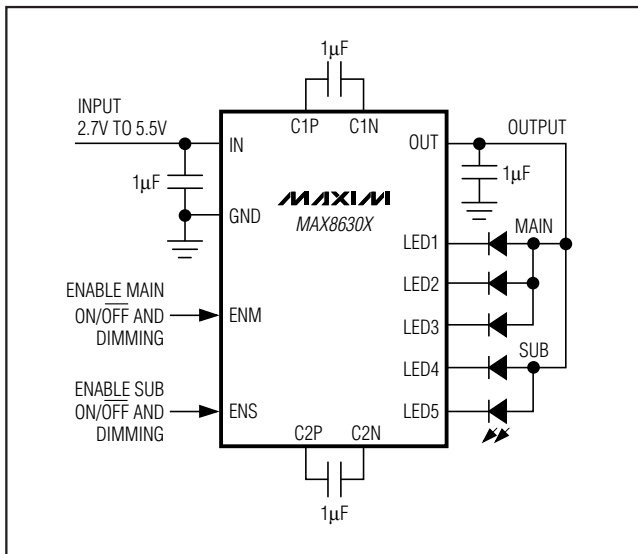 1μF
C1P C1N
INPUT
2.7V TO 5.5V
IN
OUT
OUTPUT
1μF
1μF
GND
MAXIM
MAX8630X
MAIN
LED1
LED2
ENABLE MAIN
ON/OFF AND
DIMMING
ENM
LED3
SUB
LED4
ENABLE SUB
ON/OFF AND
DIMMING
ENS
LED5
C2P C2N
1μF